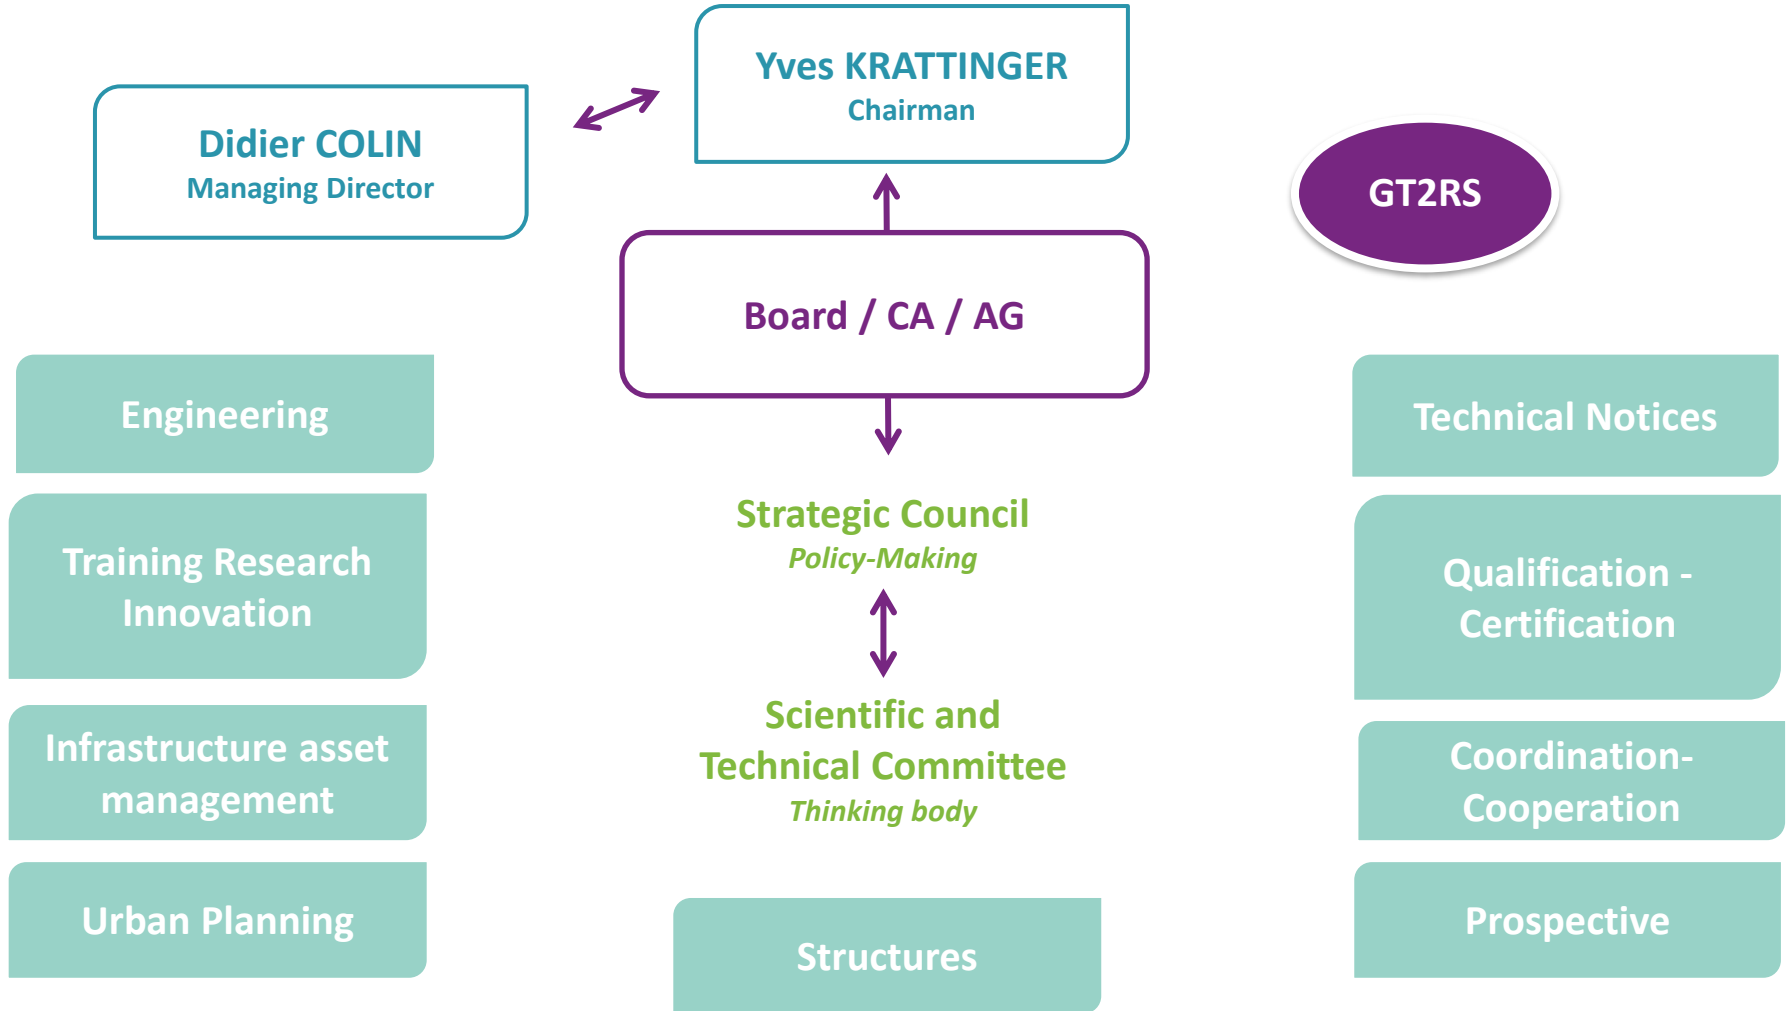 Yves KRATTINGER
Chairman
Didier COLIN
Managing Director
GT2RS
Board / CA / AG
Engineering
Training Research
Innovation
Infrastructure asset
management
Urban Planning
Strategic Council
Policy-Making
Scientific and
Technical Committee
Thinking body
Structures
Technical Notices
Qualification -
Certification
Coordination-
Cooperation
Prospective